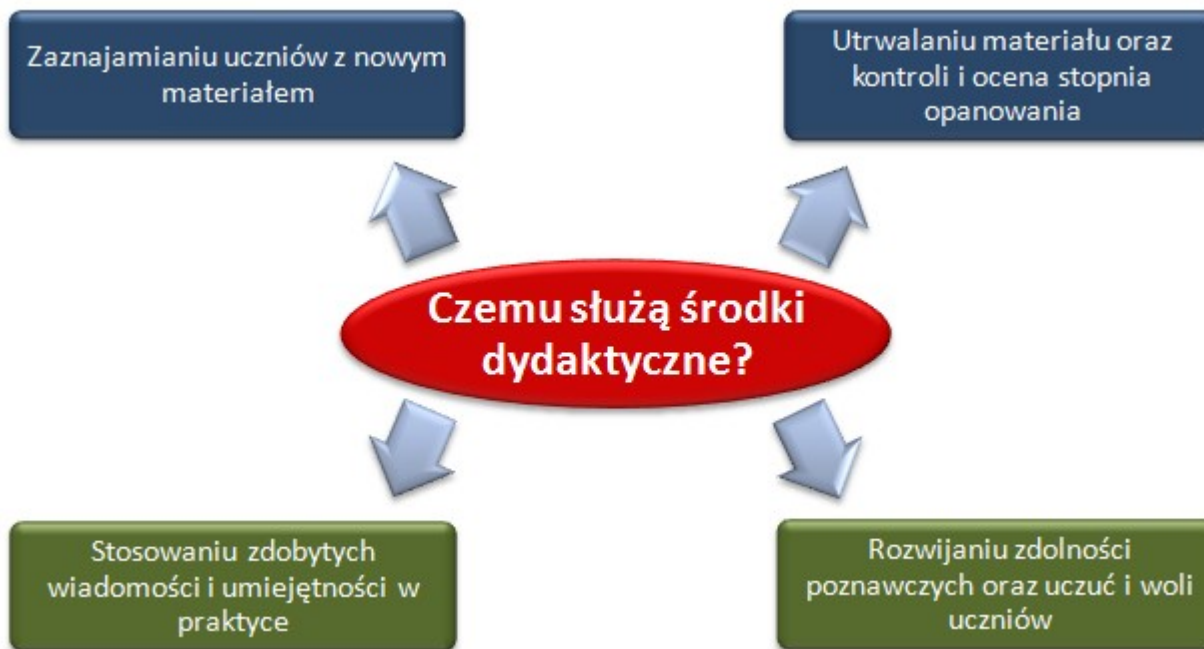 Zaznajamianiu uczniów z nowym
materiałem
Utrwalaniu materiału oraz
kontroli i ocena stopnia
opanowania
Czemu służą środki
dydaktyczne?
Stosowaniu zdobytych
wiadomości i umiejętności w
praktyce
Rozwijaniu zdolności
poznawczych oraz uczuć i woli
uczniów